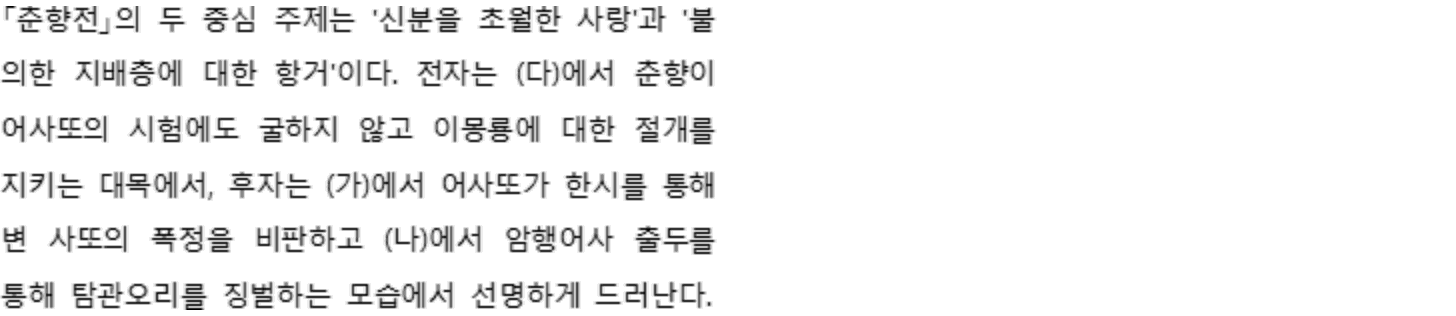 「춘향전」의 두 중심 주제는 '신분을 초월한 사랑'과 '불
의한 지배층에 대한 항거'이다. 전자는 (다)에서 춘향이
어사또의 시험에도 굴하지 않고 이몽룡에 대한 절개를
지키는 대목에서, 후자는 (가)에서 어사또가 한시를 통해
변 사또의 폭정을 비판하고 (나)에서 암행어사 출두를
통해 탐관오리를 징벌하는 모습에서 선명하게 드러난다.